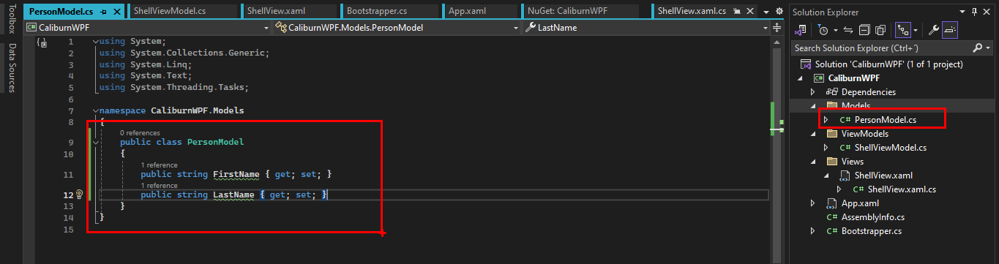 Toolbox
Data Sources
PersonModel.cs
ShellViewModel.cs
ShellView.xaml
Bootstrapper.cs
App.xaml
NuGet: CaliburnWPF
ShellView.xaml.cs
CaliburnWPF
CaliburnWPF.Models.PersonModel
LastName
1 using System;
2 using System.Collections.Generic;
3 using System.Linq;
4 using System.Text;
5 using System.Threading.Tasks;
6
7 namespace CaliburnWPF.Models
8 {
0 references
9 public class PersonModel
10 {
1 reference
11 public string FirstName { get; set; }
1 reference
12 public string LastName { get; set; }
13 }
14 }
15
Solution Explorer
Search Solution Explorer (Ctrl+´)
Solution 'CaliburnWPF' (1 of 1 project)
C# CaliburnWPF
Dependencies
Models
C# PersonModel.cs
ViewModels
C# ShellViewModel.cs
Views
ShellView.xaml
C# ShellView.xaml.cs
App.xaml
C# AssemblyInfo.cs
C# Bootstrapper.cs